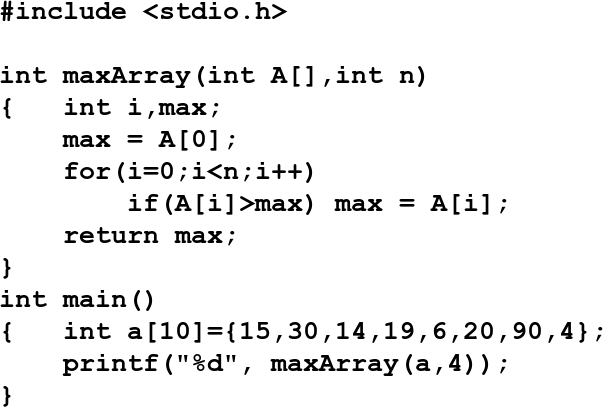 #include <stdio.h>

int maxArray(int A[],int n)
{   int i,max;
    max = A[0];
    for(i=0;i<n;i++)
        if(A[i]>max) max = A[i];
    return max;
}
int main()
{   int a[10]={15,30,14,19,6,20,90,4};
    printf("%d", maxArray(a,4));
}